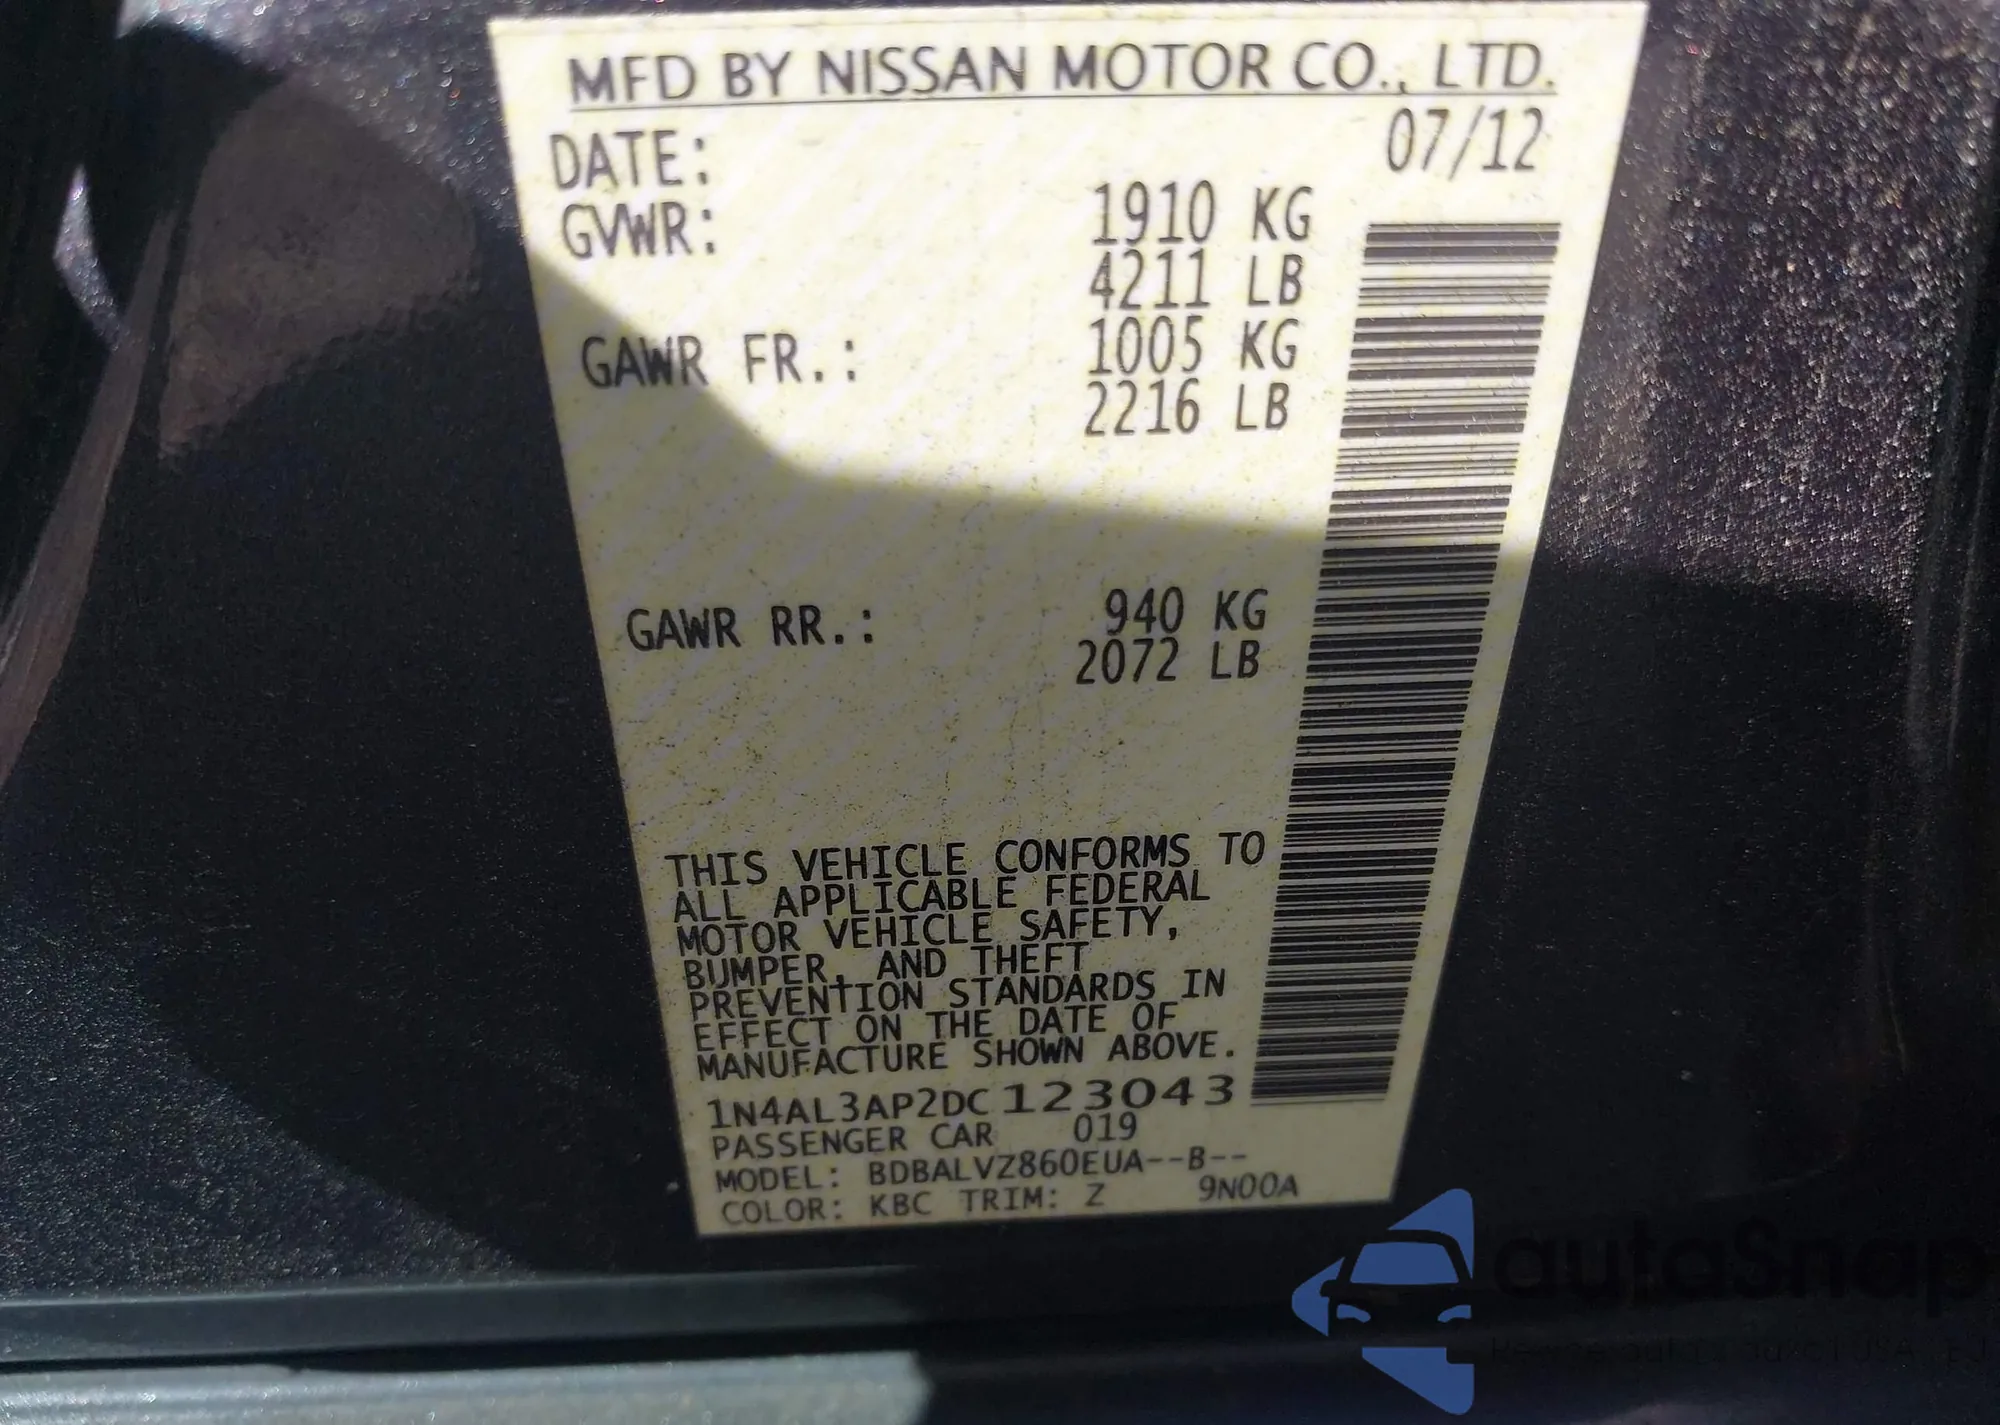 MFD BY NISSAN MOTOR CO., LTD.
DATE: 07/12
GVWR: 1910 KG
4211 LB
GAWR FR.: 1005 KG
2216 LB
GAWR RR.: 940 KG
2072 LB
THIS VEHICLE CONFORMS TO
ALL APPLICABLE FEDERAL
MOTOR VEHICLE SAFETY,
BUMPER, AND THEFT
PREVENTION STANDARDS IN
EFFECT ON THE DATE OF
MANUFACTURE SHOWN ABOVE.
1N4AL3AP2DC123043
PASSENGER CAR 019
MODEL: BDBALVZ860EUA--B--
COLOR: KBC TRIM: Z 9N00A
autoSnap